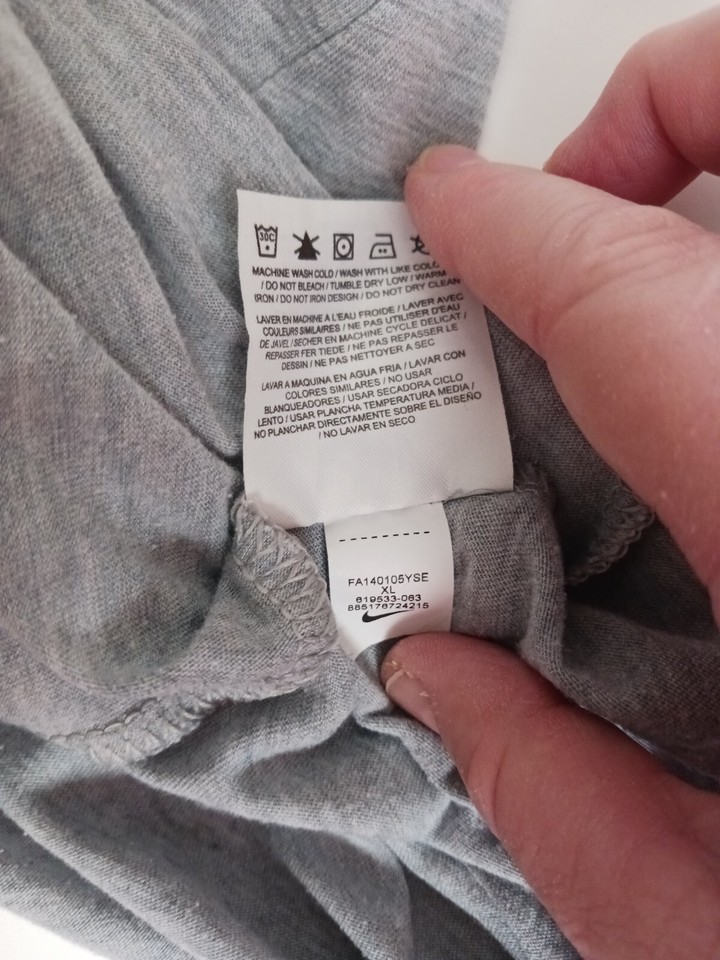 30C
MACHINE WASH COLD / WASH WITH LIKE COLO
/ DO NOT BLEACH / TUMBLE DRY LOW / WARM
IRON / DO NOT IRON DESIGN / DO NOT DRY CLEAN
LAVER EN MACHINE A L'EAU FROIDE / LAVER AVEC
COULEURS SIMILAIRES / NE PAS UTILISER D'EAU
DE JAVEL / SECHER EN MACHINE CYCLE DELICAT /
REPASSER FER TIEDE / NE PAS REPASSER LE
DESSIN / NE PAS NETTOYER A SEC
LAVAR A MAQUINA EN AGUA FRIA / LAVAR CON
COLORES SIMILARES / NO USAR
BLANQUEADORES / USAR SECADORA CICLO
LENTO / USAR PLANCHA TEMPERATURA MEDIA /
NO PLANCHAR DIRECTAMENTE SOBRE EL DISEÑO
/ NO LAVAR EN SECO
FA140105YSE
XL
619533-063
885176724215